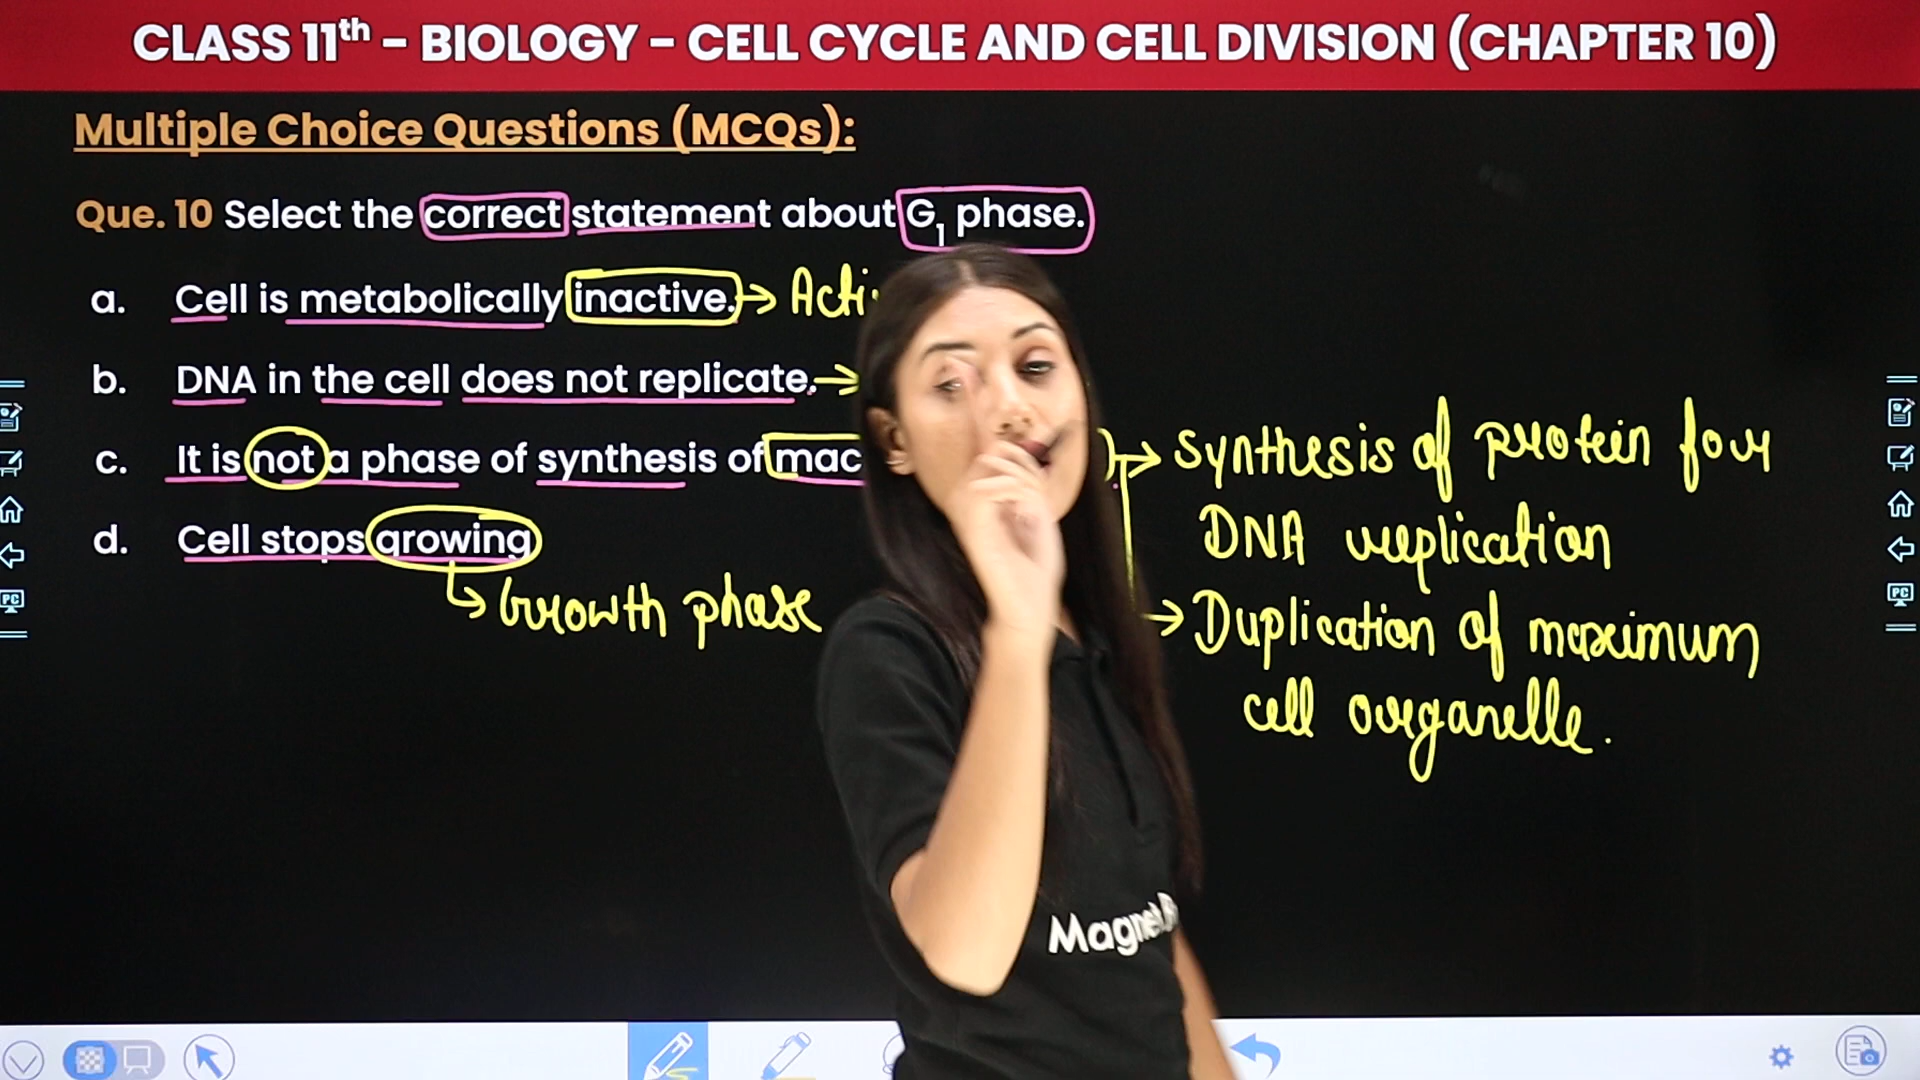 CLASS 11th - BIOLOGY - CELL CYCLE AND CELL DIVISION (CHAPTER 10)
Multiple Choice Questions (MCQs):
Que. 10 Select the correct statement about G1 phase.
a. Cell is metabolically inactive. → Acti
b. DNA in the cell does not replicate. →
c. It is not a phase of synthesis of mac
d. Cell stops growing
↳ Growth phase
→ Synthesis of protein for
DNA replication
→ Duplication of maximum
cell organelle.
PC
PC